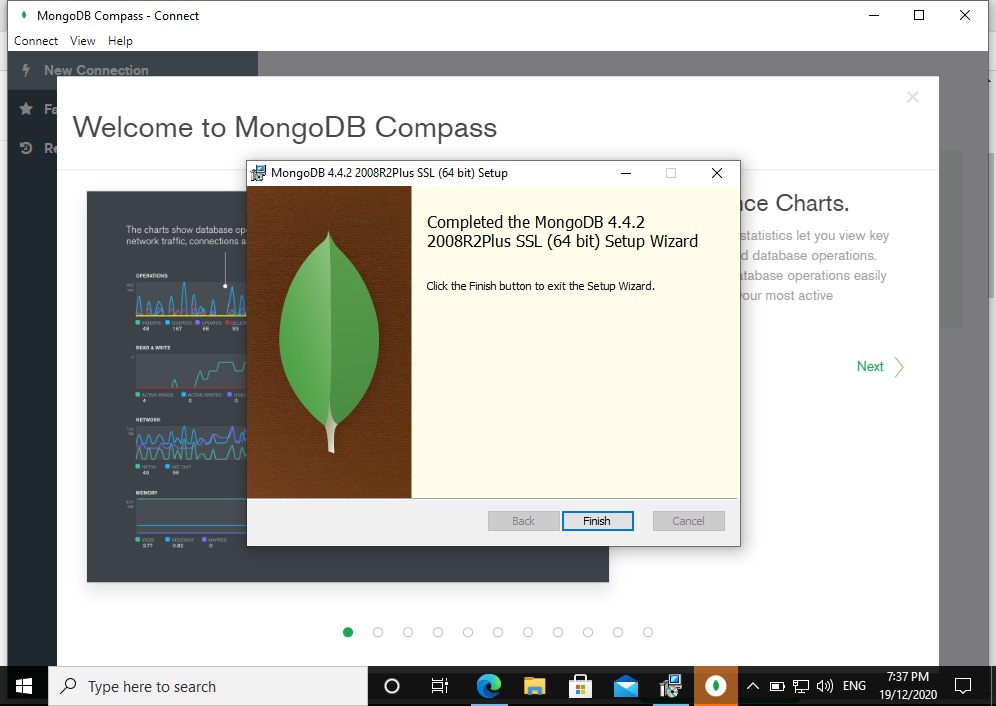 MongoDB Compass - Connect
Connect View Help
New Connection
Fe
Re
Welcome to MongoDB Compass
MongoDB 4.4.2 2008R2Plus SSL (64 bit) Setup
Completed the MongoDB 4.4.2
2008R2Plus SSL (64 bit) Setup Wizard
Click the Finish button to exit the Setup Wizard.
Back Finish Cancel
The charts show database op
network traffic, connections a
OPERATIONS
INSERTS QUERIES UPDATES DELET
48 167 68 93
READ & WRITE
ACTIVE READS ACTIVE WRITES
4 0 0
NETWORK
NET IN NET OUT
46 96
MEMORY
VSIZE RESIDENT MAPPED
3.77 0.82 0
nce Charts.
statistics let you view key
d database operations.
tabase operations easily
your most active
Next
Type here to search
ENG
7:37 PM
19/12/2020